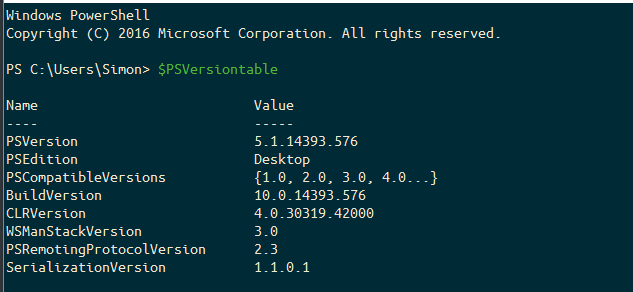 Windows PowerShell
Copyright (C) 2016 Microsoft Corporation. All rights reserved.
PS C:\Users\Simon> $PSVersiontable
Name Value
---- -----
PSVersion 5.1.14393.576
PSEdition Desktop
PSCompatibleVersions {1.0, 2.0, 3.0, 4.0...}
BuildVersion 10.0.14393.576
CLRVersion 4.0.30319.42000
WSManStackVersion 3.0
PSRemotingProtocolVersion 2.3
SerializationVersion 1.1.0.1